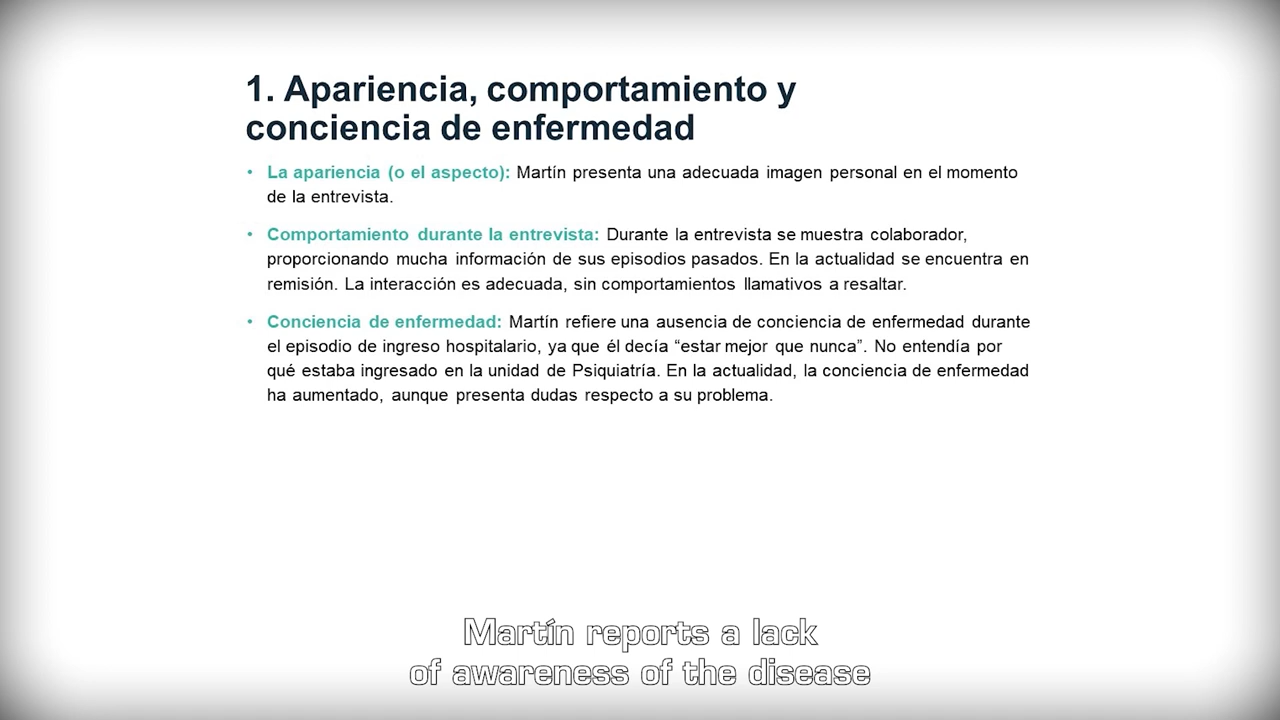 1. Apariencia, comportamiento y
conciencia de enfermedad
• La apariencia (o el aspecto): Martín presenta una adecuada imagen personal en el momento
de la entrevista.
• Comportamiento durante la entrevista: Durante la entrevista se muestra colaborador,
proporcionando mucha información de sus episodios pasados. En la actualidad se encuentra en
remisión. La interacción es adecuada, sin comportamientos llamativos a resaltar.
• Conciencia de enfermedad: Martín refiere una ausencia de conciencia de enfermedad durante
el episodio de ingreso hospitalario, ya que él decía “estar mejor que nunca”. No entendía por
qué estaba ingresado en la unidad de Psiquiatría. En la actualidad, la conciencia de enfermedad
ha aumentado, aunque presenta dudas respecto a su problema.
Martín reports a lack
of awareness of the disease